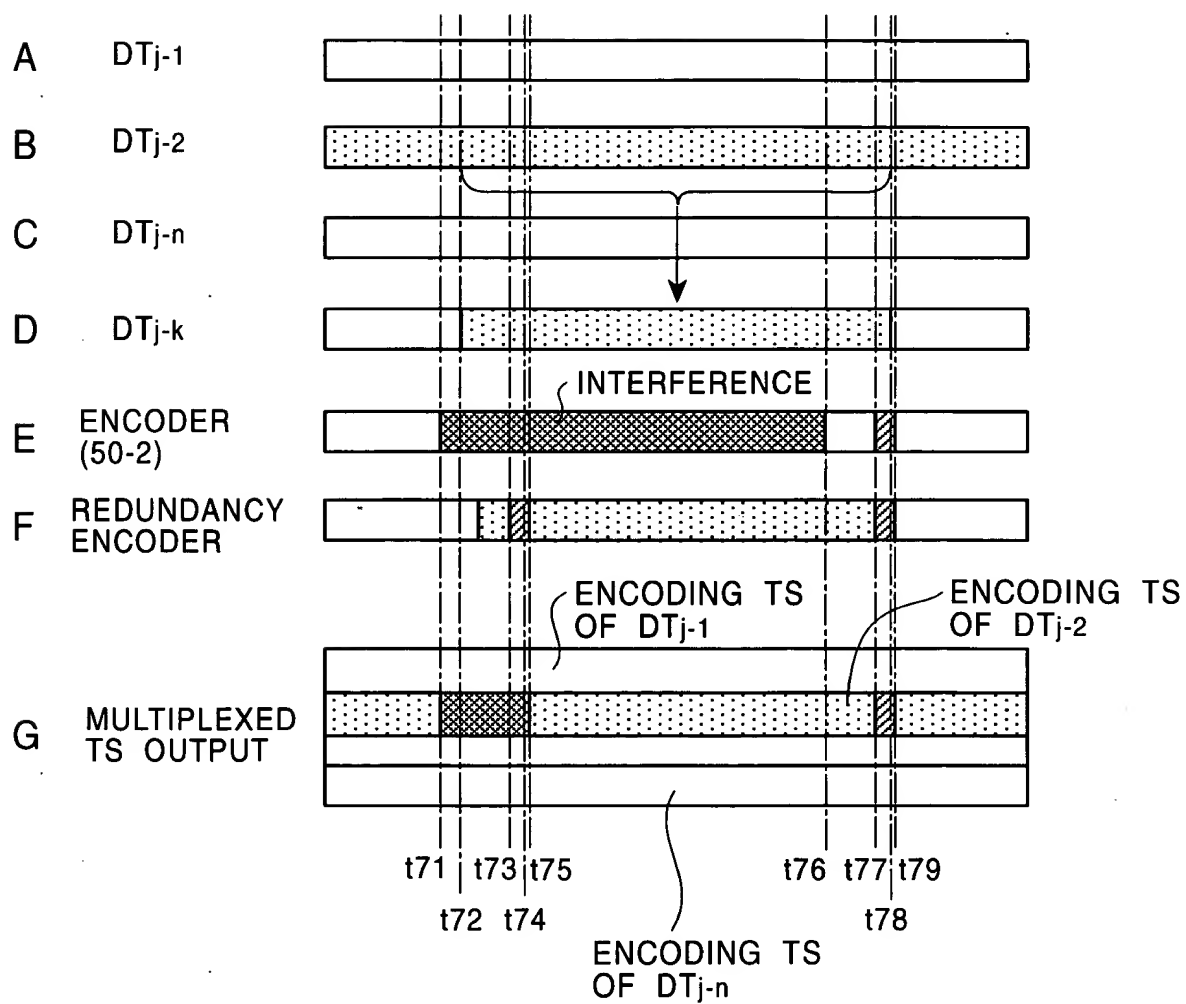 A DTj-1
B DTj-2
C DTj-n
D DTj-k
INTERFERENCE
E ENCODER
(50-2)
F REDUNDANCY
ENCODER
ENCODING TS
OF DTj-1
ENCODING TS
OF DTj-2
G MULTIPLEXED
TS OUTPUT
t71 t73 t75 t76 t77 t79
t72 t74 t78
ENCODING TS
OF DTj-n